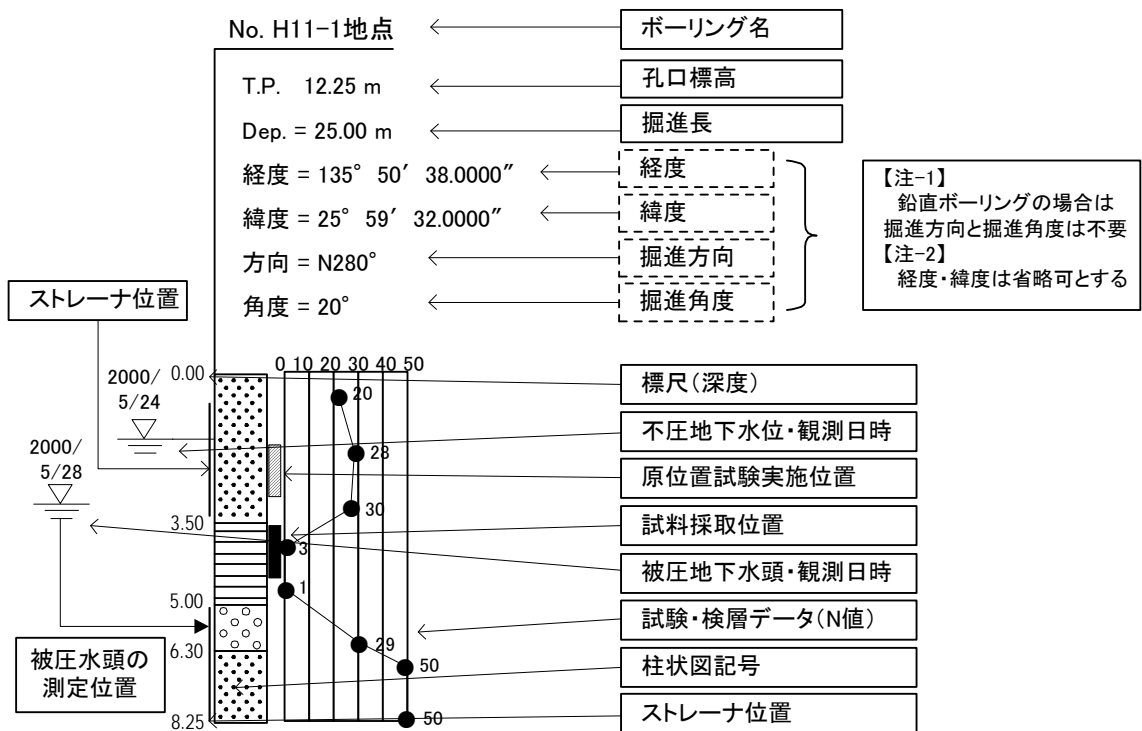 No. H11-1地点
ボーリング名
T.P. 12.25 m
孔口標高
Dep. = 25.00 m
掘進長
経度 = 135° 50′ 38.0000″
経度
緯度 = 25° 59′ 32.0000″
緯度
方向 = N280°
掘進方向
角度 = 20°
掘進角度
【注-1】
鉛直ボーリングの場合は
掘進方向と掘進角度は不要
【注-2】
経度・緯度は省略可とする
ストレーナ位置
0 10 20 30 40 50
0.00
2000/
5/24
2000/
5/28
3.50
5.00
6.30
8.25
被圧水頭の
測定位置
20
28
30
3
1
29
50
50
標尺(深度)
不圧地下水位・観測日時
原位置試験実施位置
試料採取位置
被圧地下水頭・観測日時
試験・検層データ(N値)
柱状図記号
ストレーナ位置